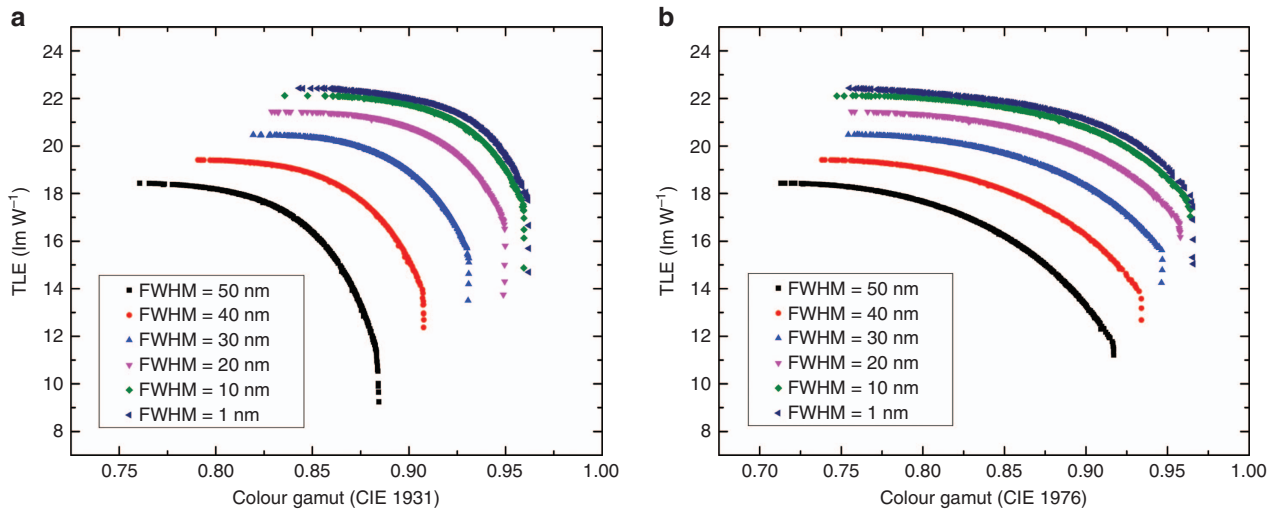 a
24
22
20
18
16
14
12
10
8
TLE (lm W⁻¹)
FWHM = 50 nm
FWHM = 40 nm
FWHM = 30 nm
FWHM = 20 nm
FWHM = 10 nm
FWHM = 1 nm
0.75 0.80 0.85 0.90 0.95 1.00
Colour gamut (CIE 1931)
b
24
22
20
18
16
14
12
10
8
TLE (lm W⁻¹)
FWHM = 50 nm
FWHM = 40 nm
FWHM = 30 nm
FWHM = 20 nm
FWHM = 10 nm
FWHM = 1 nm
0.70 0.75 0.80 0.85 0.90 0.95 1.00
Colour gamut (CIE 1976)